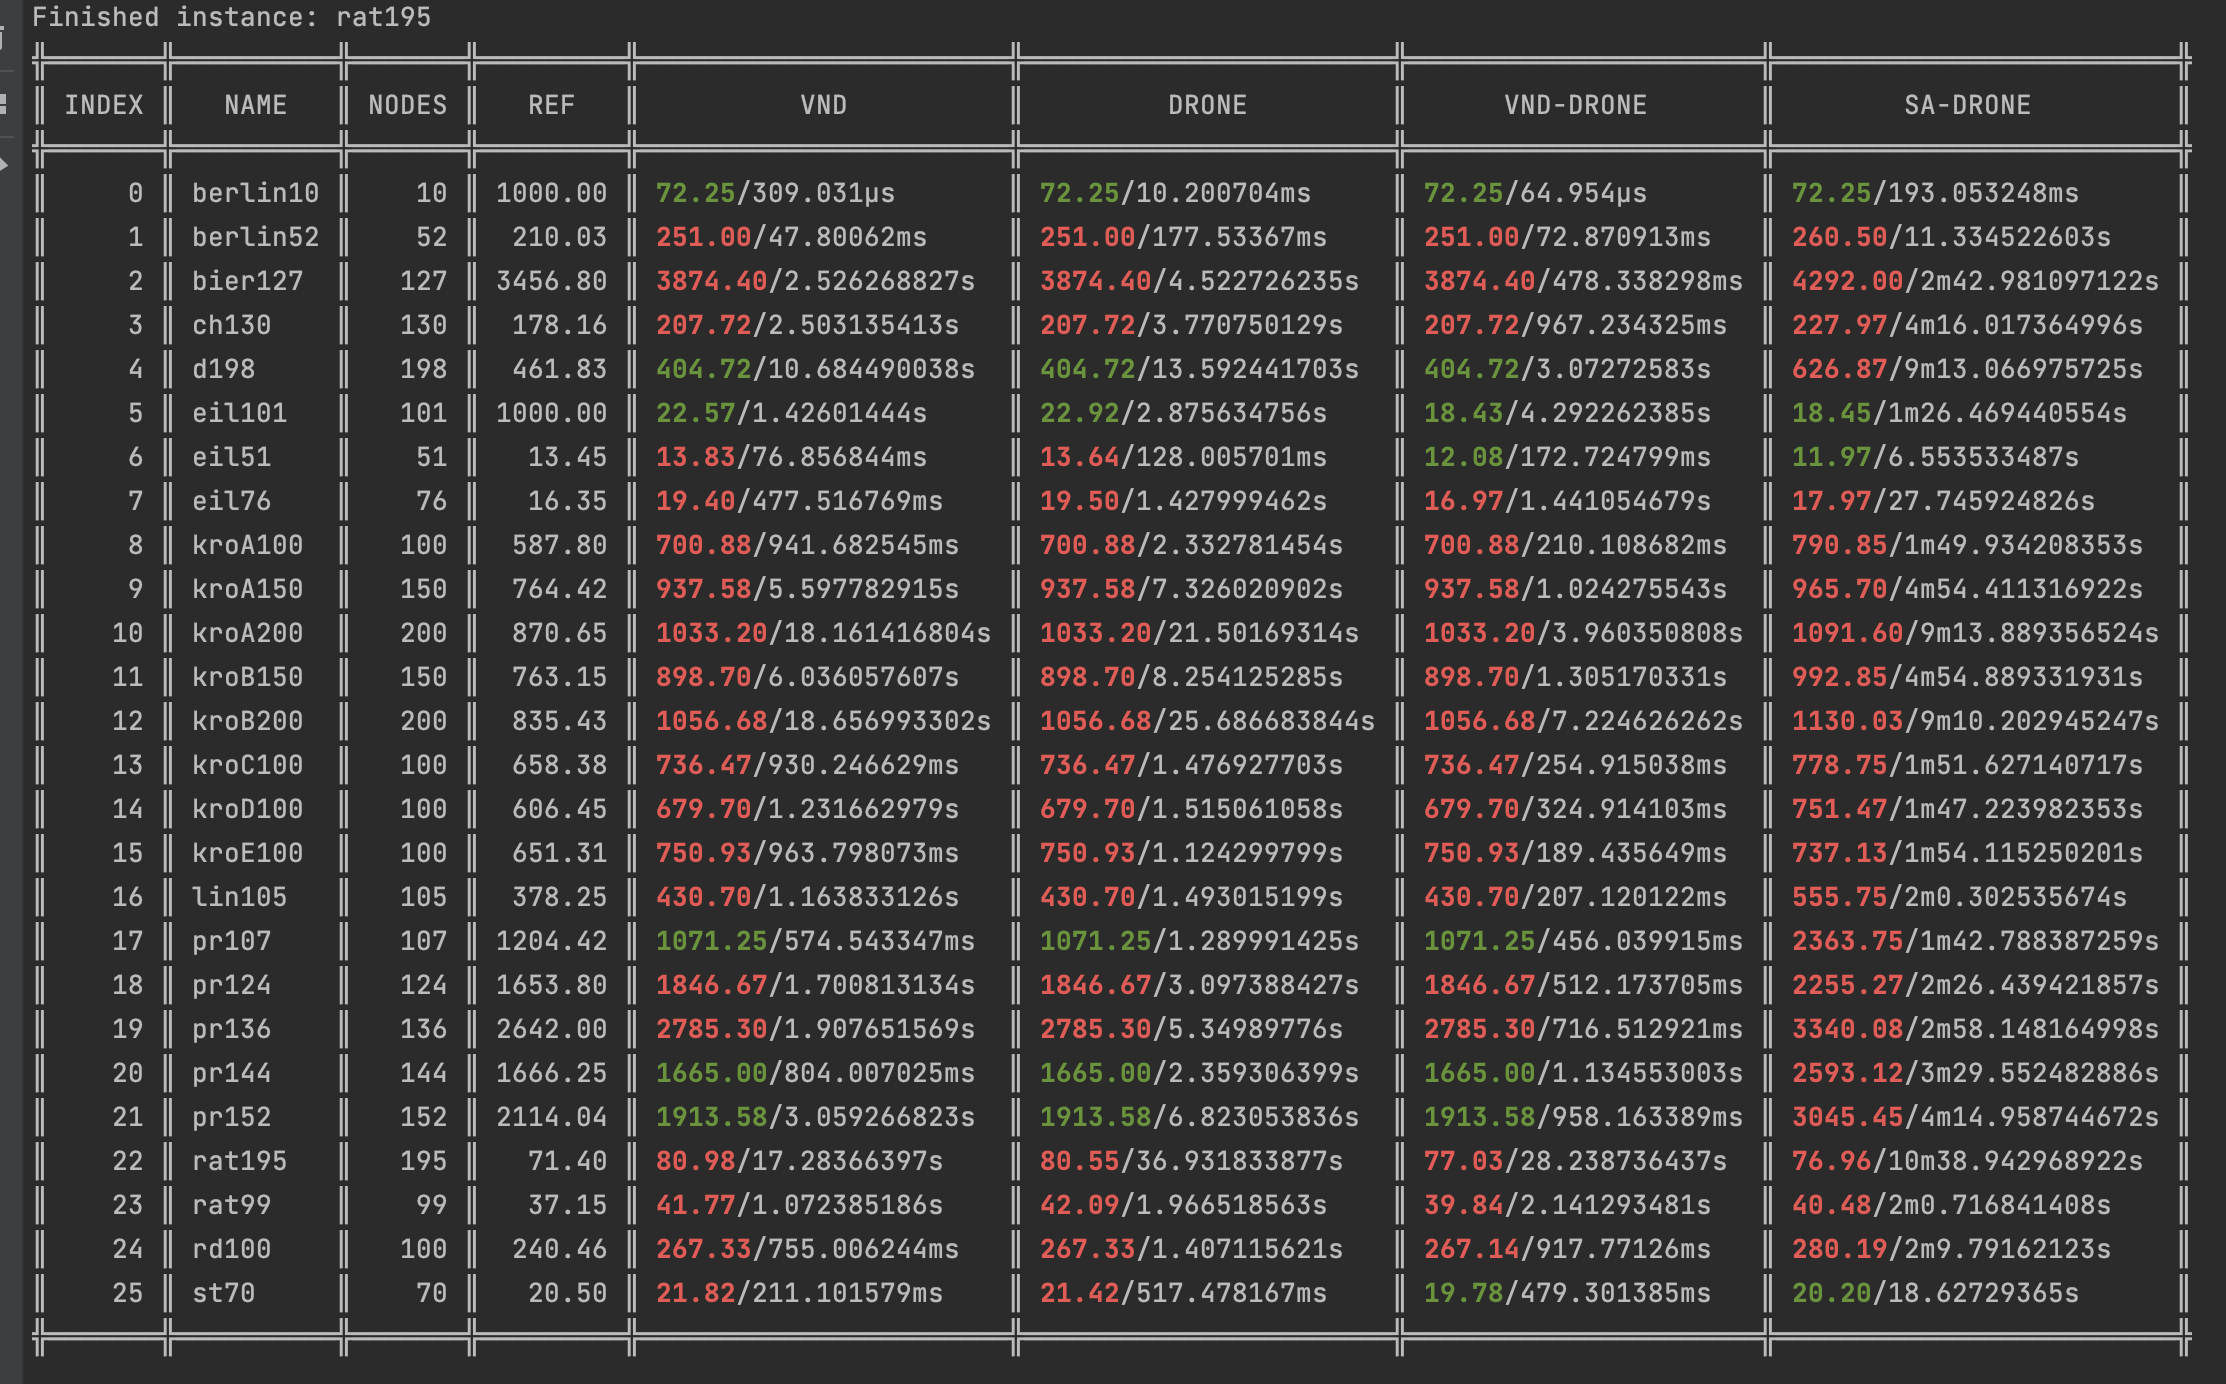 Finished instance: rat195
INDEX NAME NODES REF VND DRONE VND-DRONE SA-DRONE
0 berlin10 10 1000.00 72.25/309.031µs 72.25/10.200704ms 72.25/64.954µs 72.25/193.053248ms
1 berlin52 52 210.03 251.00/47.80062ms 251.00/177.53367ms 251.00/72.870913ms 260.50/11.334522603s
2 bier127 127 3456.80 3874.40/2.526268827s 3874.40/4.522726235s 3874.40/478.338298ms 4292.00/2m42.981097122s
3 ch130 130 178.16 207.72/2.503135413s 207.72/3.770750129s 207.72/967.234325ms 227.97/4m16.017364996s
4 d198 198 461.83 404.72/10.684490038s 404.72/13.592441703s 404.72/3.07272583s 626.87/9m13.066975725s
5 eil101 101 1000.00 22.57/1.42601444s 22.92/2.875634756s 18.43/4.292262385s 18.45/1m26.469440554s
6 eil51 51 13.45 13.83/76.856844ms 13.64/128.005701ms 12.08/172.724799ms 11.97/6.553533487s
7 eil76 76 16.35 19.40/477.516769ms 19.50/1.427999462s 16.97/1.441054679s 17.97/27.745924826s
8 kroA100 100 587.80 700.88/941.682545ms 700.88/2.332781454s 700.88/210.108682ms 790.85/1m49.934208353s
9 kroA150 150 764.42 937.58/5.597782915s 937.58/7.326020902s 937.58/1.024275543s 965.70/4m54.411316922s
10 kroA200 200 870.65 1033.20/18.161416804s 1033.20/21.50169314s 1033.20/3.960350808s 1091.60/9m13.889356524s
11 kroB150 150 763.15 898.70/6.036057607s 898.70/8.254125285s 898.70/1.305170331s 992.85/4m54.889331931s
12 kroB200 200 835.43 1056.68/18.656993302s 1056.68/25.686683844s 1056.68/7.224626262s 1130.03/9m10.202945247s
13 kroC100 100 658.38 736.47/930.246629ms 736.47/1.476927703s 736.47/254.915038ms 778.75/1m51.627140717s
14 kroD100 100 606.45 679.70/1.231662979s 679.70/1.515061058s 679.70/324.914103ms 751.47/1m47.223982353s
15 kroE100 100 651.31 750.93/963.798073ms 750.93/1.124299799s 750.93/189.435649ms 737.13/1m54.115250201s
16 lin105 105 378.25 430.70/1.163833126s 430.70/1.493015199s 430.70/207.120122ms 555.75/2m0.302535674s
17 pr107 107 1204.42 1071.25/574.543347ms 1071.25/1.289991425s 1071.25/456.039915ms 2363.75/1m42.788387259s
18 pr124 124 1653.80 1846.67/1.700813134s 1846.67/3.097388427s 1846.67/512.173705ms 2255.27/2m26.439421857s
19 pr136 136 2642.00 2785.30/1.907651569s 2785.30/5.34989776s 2785.30/716.512921ms 3340.08/2m58.148164998s
20 pr144 144 1666.25 1665.00/804.007025ms 1665.00/2.359306399s 1665.00/1.134553003s 2593.12/3m29.552482886s
21 pr152 152 2114.04 1913.58/3.059266823s 1913.58/6.823053836s 1913.58/958.163389ms 3045.45/4m14.958744672s
22 rat195 195 71.40 80.98/17.28366397s 80.55/36.931833877s 77.03/28.238736437s 76.96/10m38.942968922s
23 rat99 99 37.15 41.77/1.072385186s 42.09/1.966518563s 39.84/2.141293481s 40.48/2m0.716841408s
24 rd100 100 240.46 267.33/755.006244ms 267.33/1.407115621s 267.14/917.77126ms 280.19/2m9.79162123s
25 st70 70 20.50 21.82/211.101579ms 21.42/517.478167ms 19.78/479.301385ms 20.20/18.62729365s